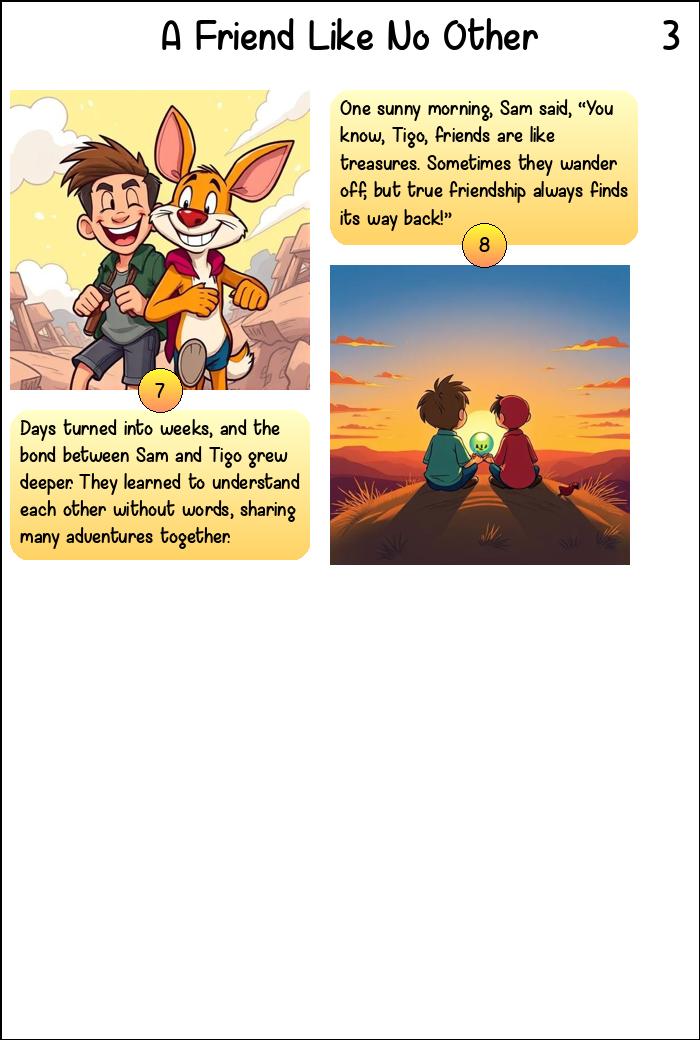 A Friend Like No Other
3
7
Days turned into weeks, and the
bond between Sam and Tigo grew
deeper. They learned to understand
each other without words, sharing
many adventures together.
One sunny morning, Sam said, “You
know, Tigo, friends are like
treasures. Sometimes they wander
off, but true friendship always finds
its way back!”
8